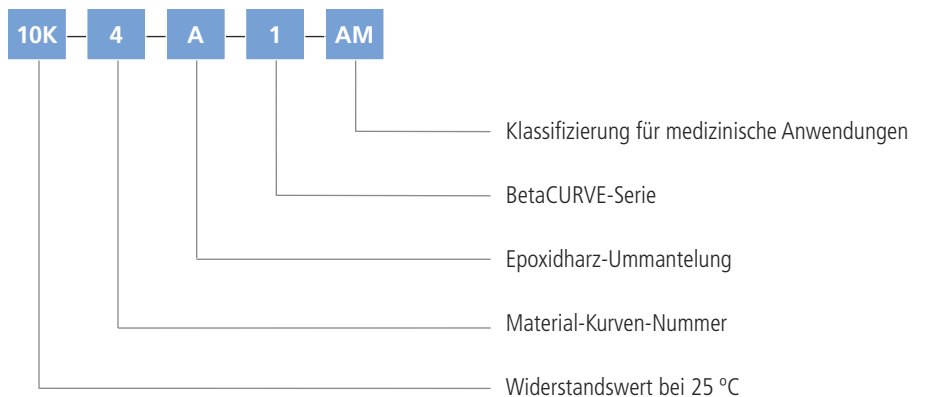 10K – 4 – A – 1 – AM
Klassifizierung für medizinische Anwendungen
BetaCURVE-Serie
Epoxidharz-Ummantelung
Material-Kurven-Nummer
Widerstandswert bei 25 ºC